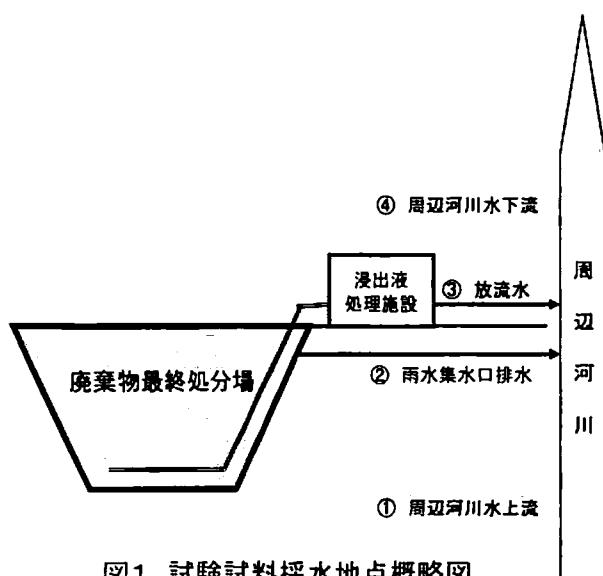 ④ 周辺河川水下流
浸出液
処理施設
③ 放流水
周辺河川
廃棄物最終処分場
② 雨水集水口排水
① 周辺河川水上流
図1 試験試料採水地点概略図